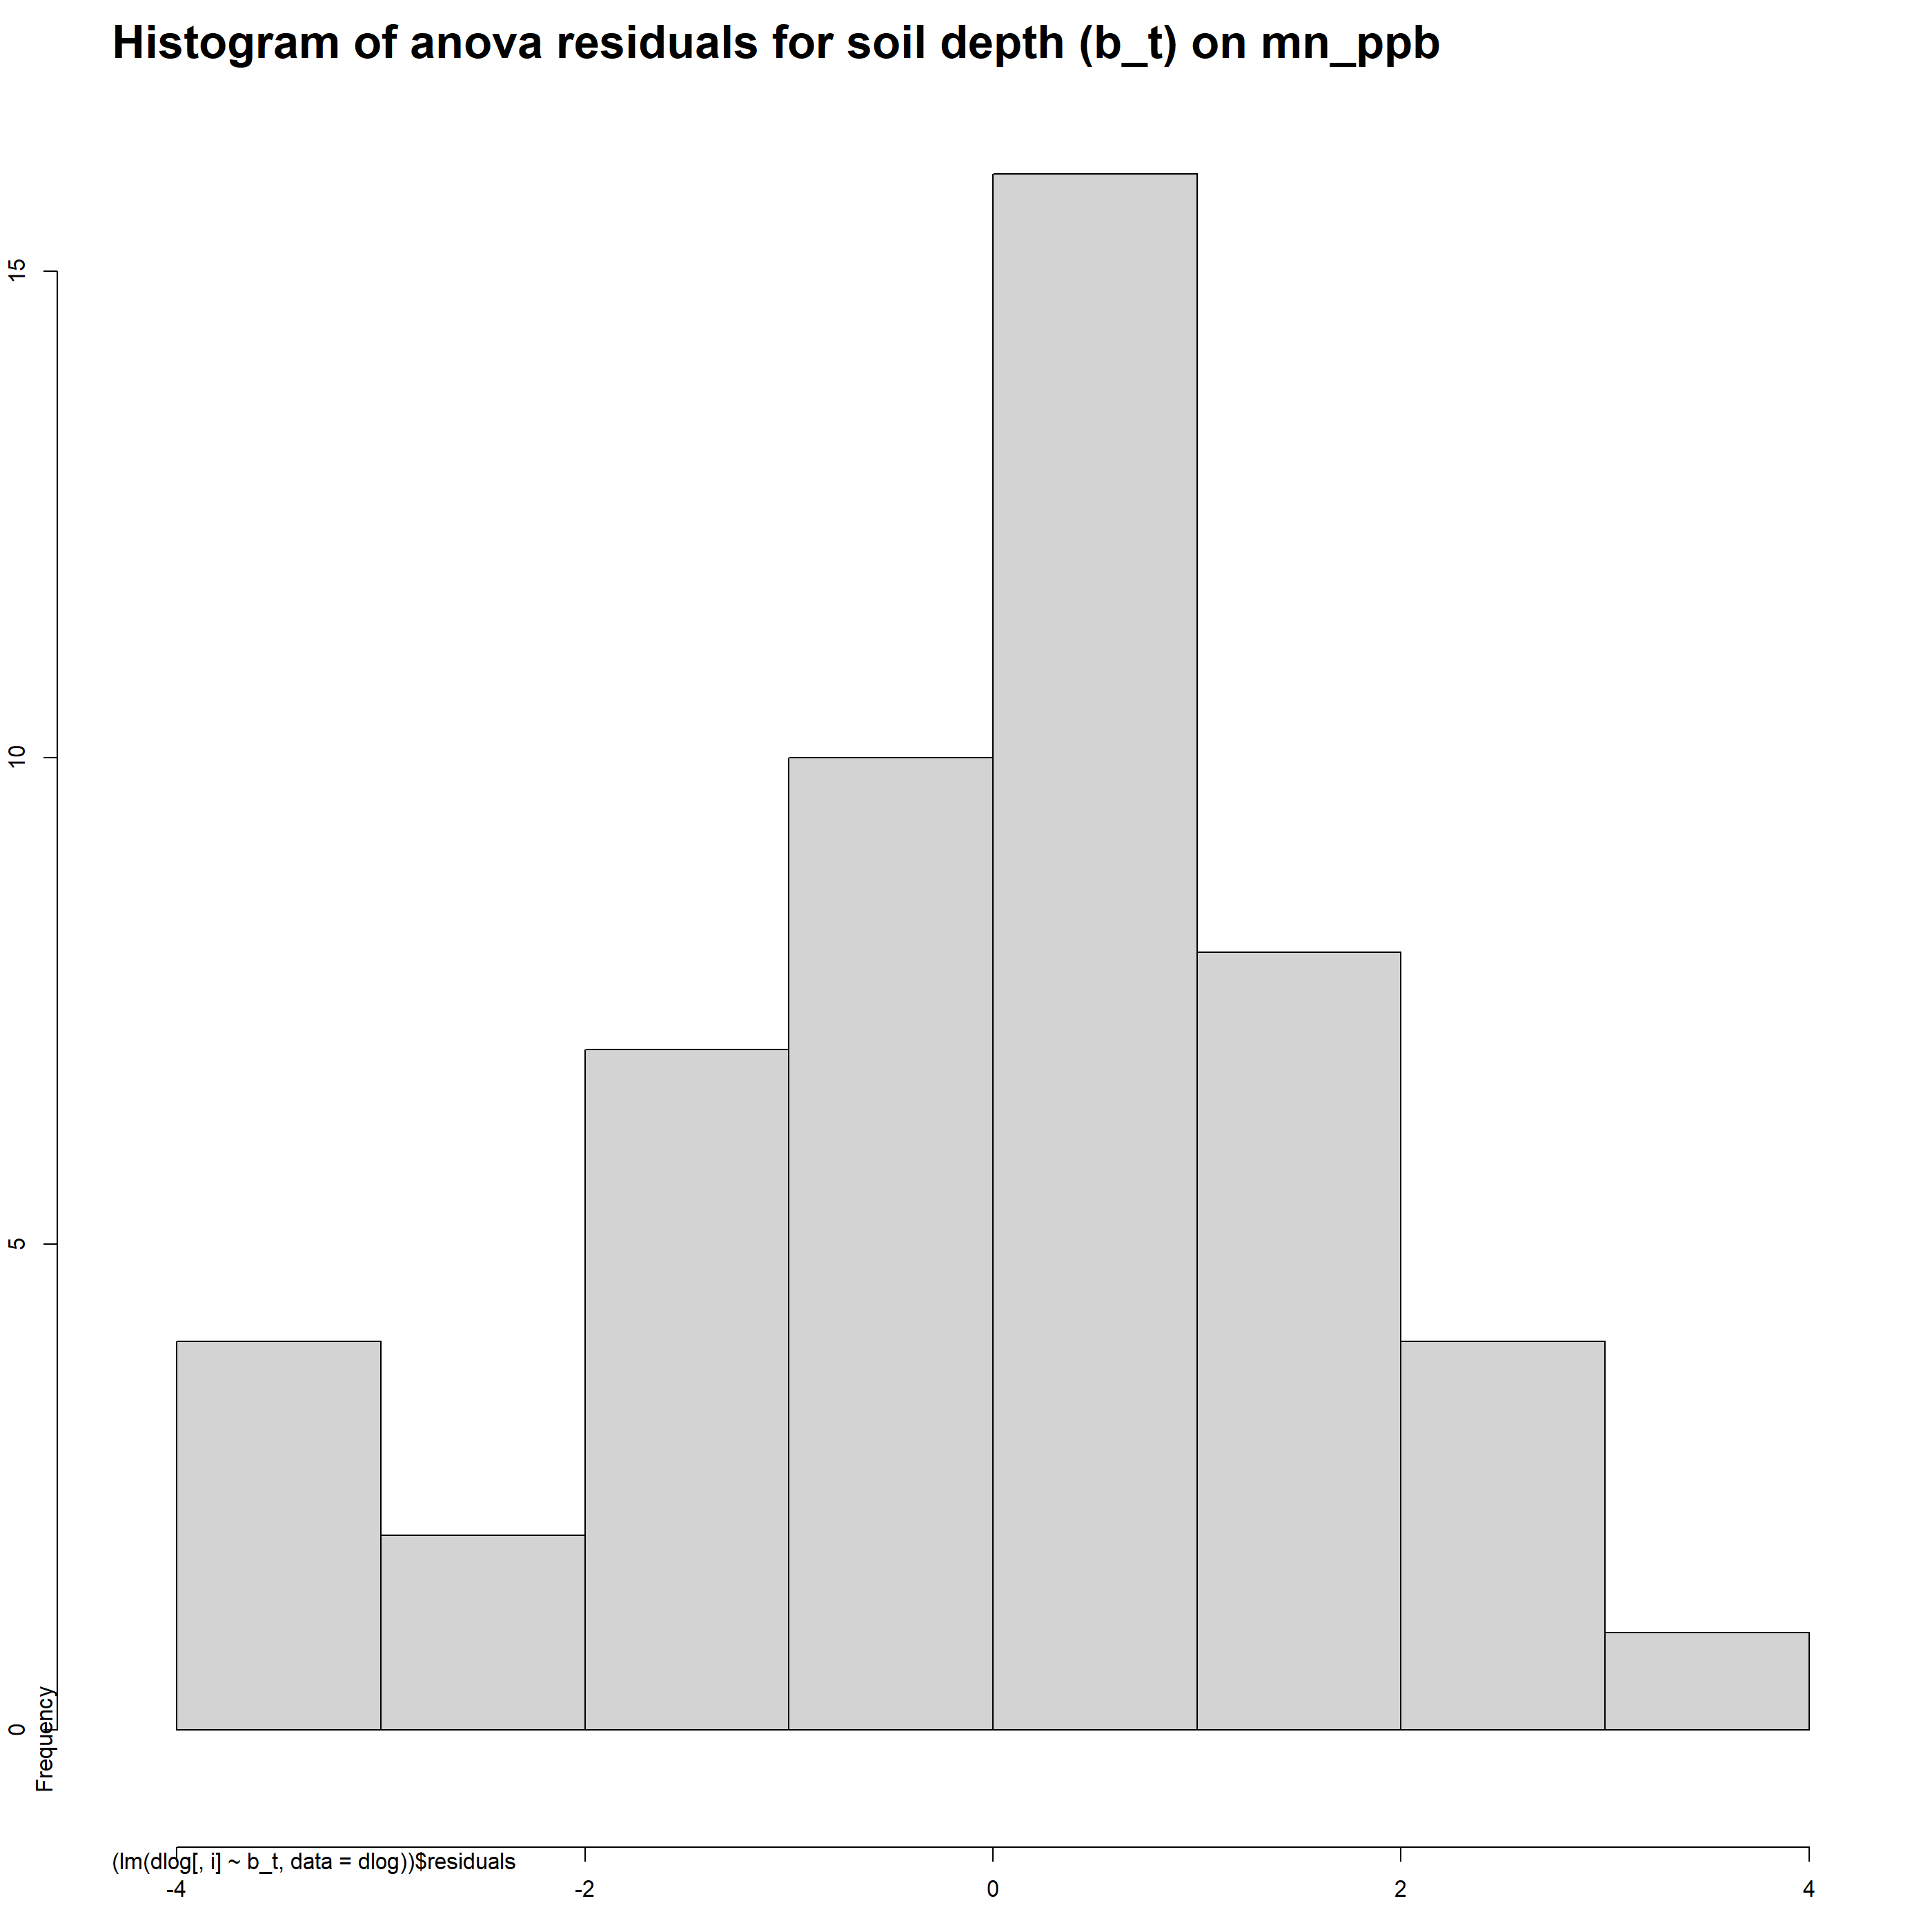 Histogram of anova residuals for soil depth (b_t) on mn_ppb
15
10
5
0
Frequency
(lm(dlog[, i] ~ b_t, data = dlog))$residuals
-4 -2 0 2 4